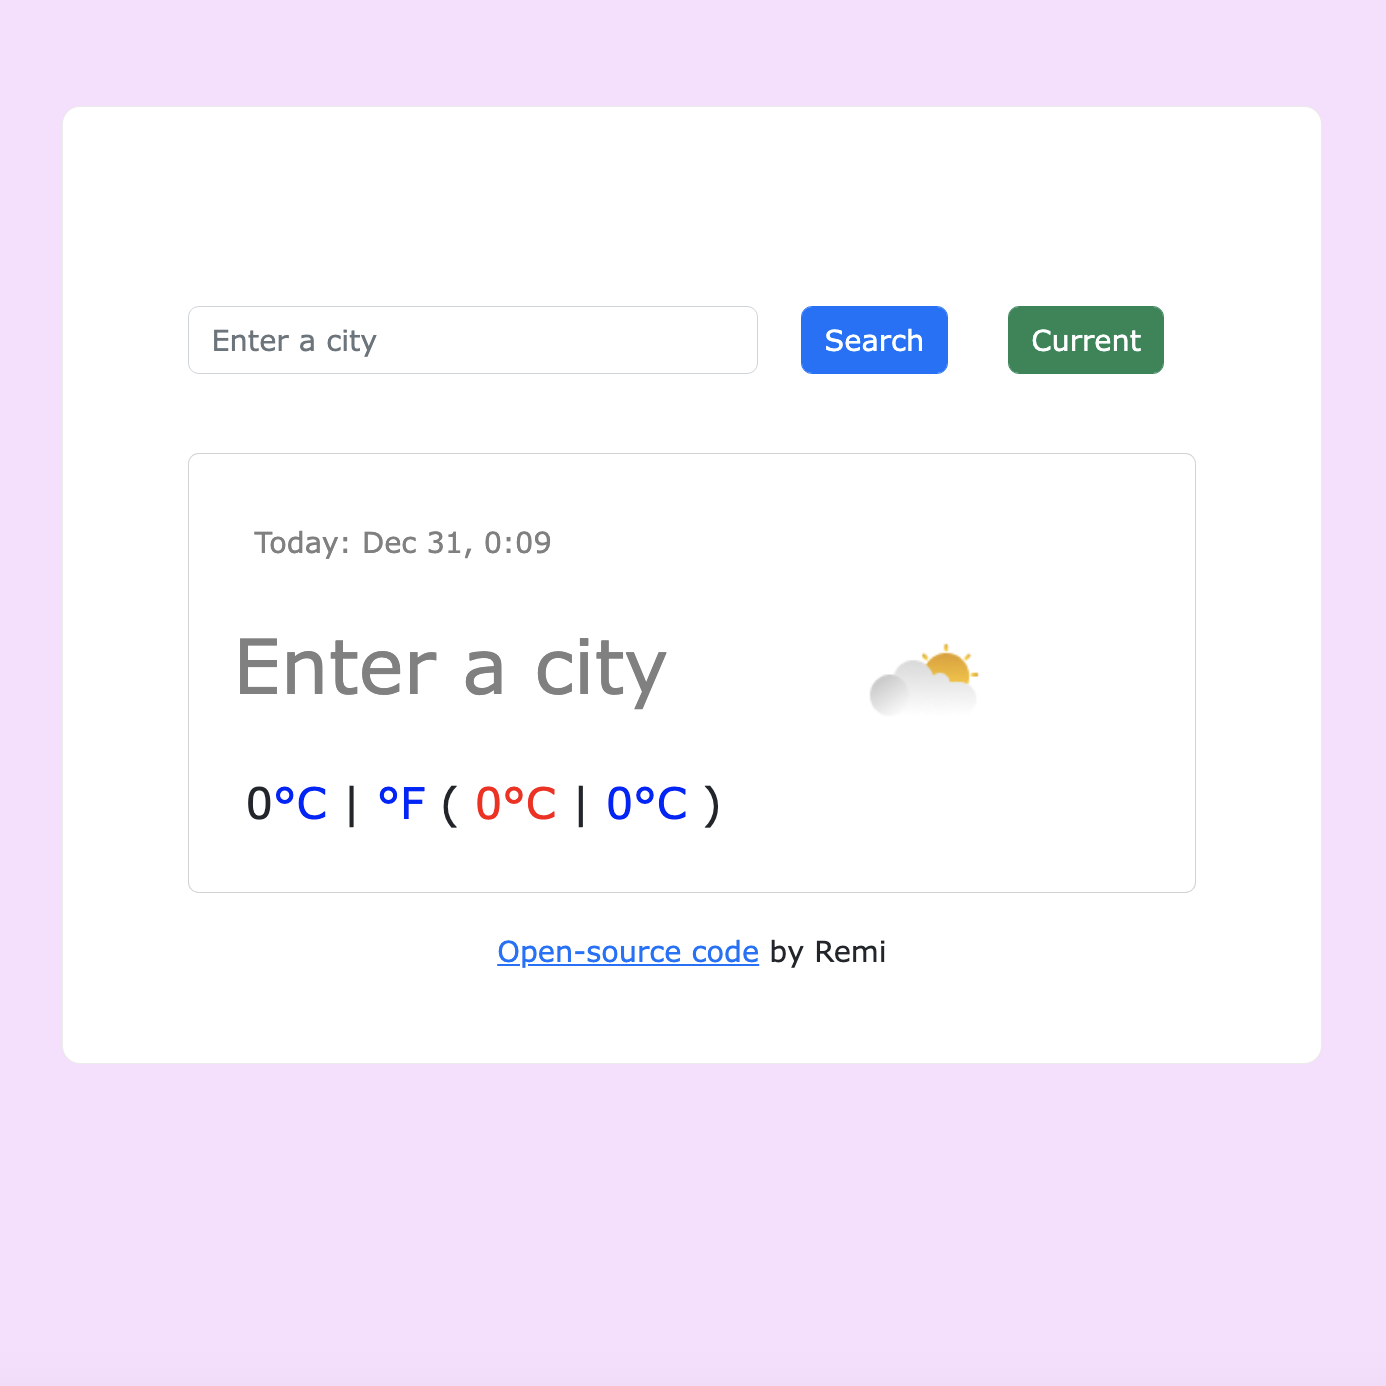 Enter a city Search Current
Today: Dec 31, 0:09
Enter a city
0°C | °F ( 0°C | 0°C )
Open-source code by Remi